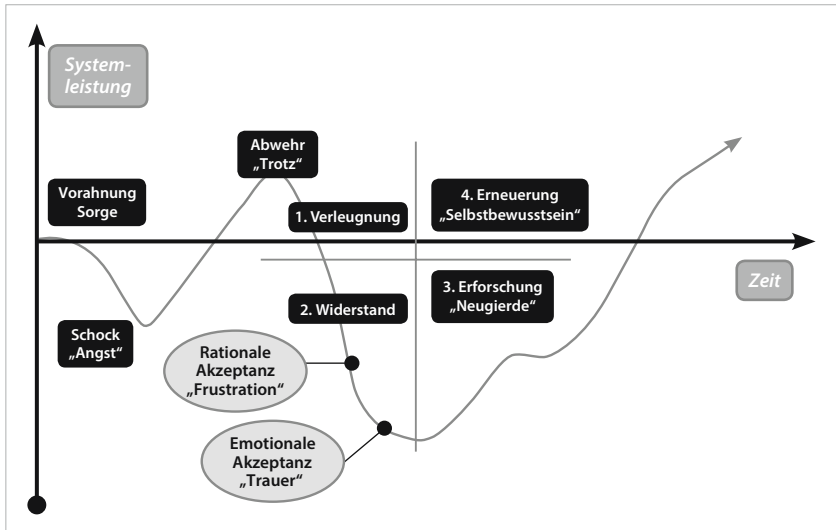 System-
leistung
Abwehr
„Trotz“
Vorahnung
Sorge
1. Verleugnung
4. Erneuerung
„Selbstbewusstsein“
Zeit
3. Erforschung
„Neugierde“
2. Widerstand
Schock
„Angst“
Rationale
Akzeptanz
„Frustration“
Emotionale
Akzeptanz
„Trauer“